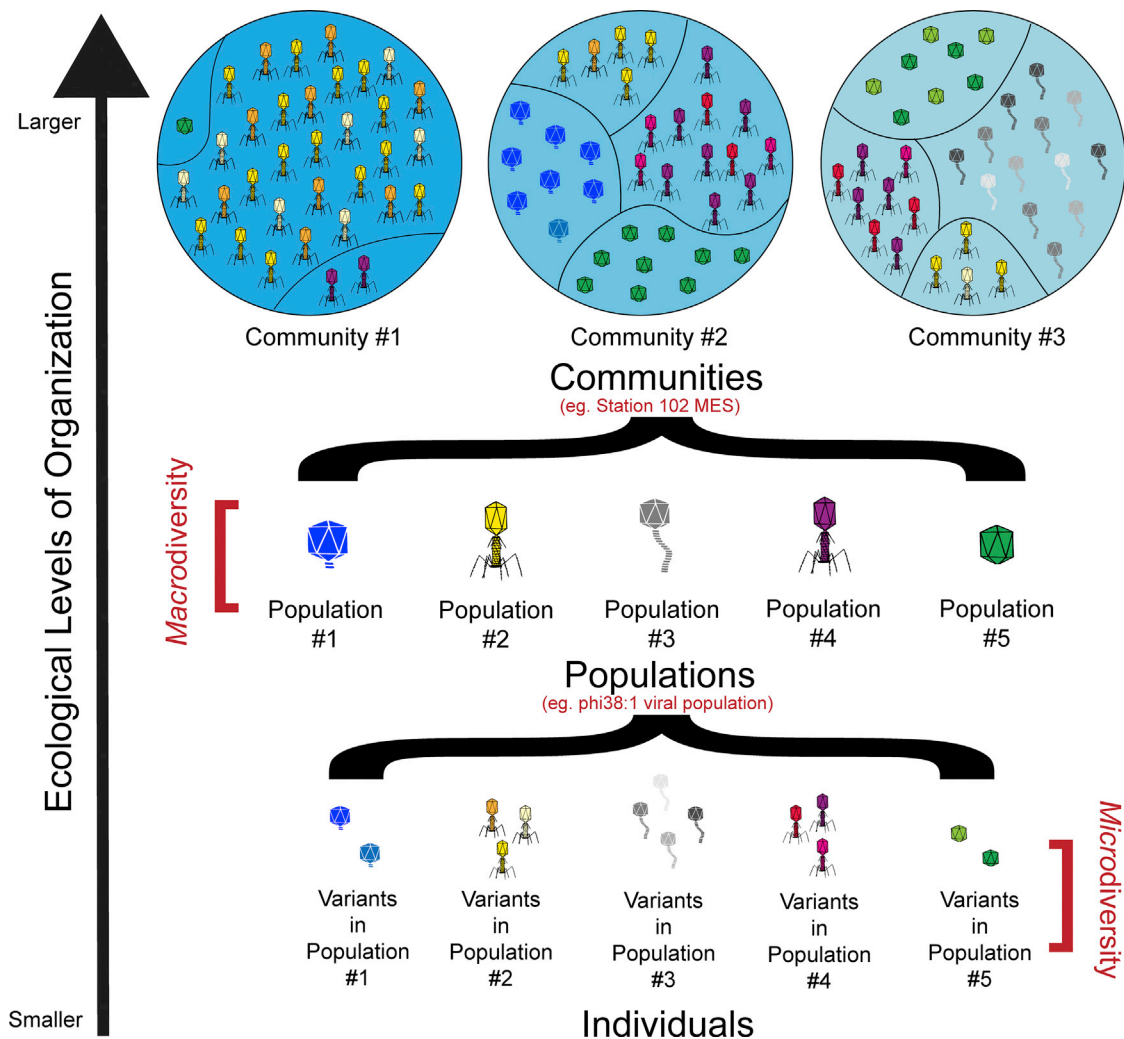 Larger
Ecological Levels of Organization
Smaller
Community #1
Community #2
Community #3
Communities
(eg. Station 102 MES)
Macrodiversity
Population
#1
Population
#2
Population
#3
Population
#4
Population
#5
Populations
(eg. phi38:1 viral population)
Microdiversity
Variants
in
Population
#1
Variants
in
Population
#2
Variants
in
Population
#3
Variants
in
Population
#4
Variants
in
Population
#5
Individuals